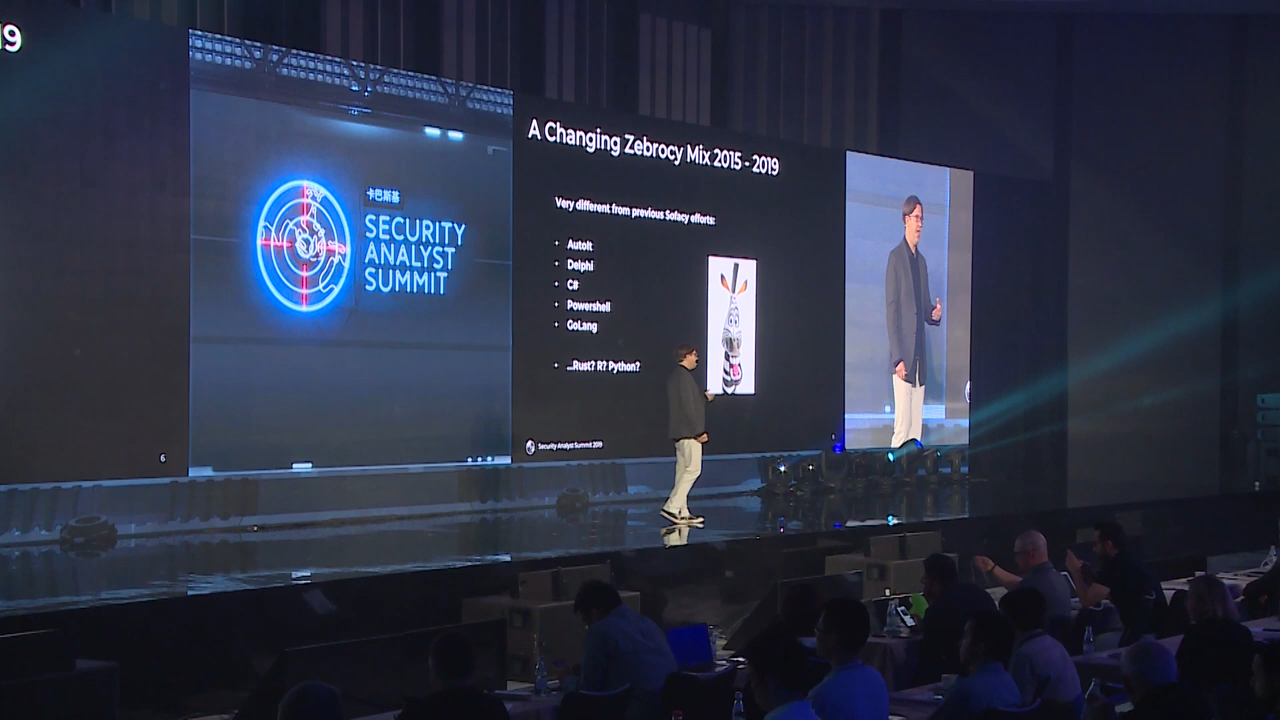 19
卡巴斯基
SECURITY
ANALYST
SUMMIT
A Changing Zebrocy Mix 2015 - 2019
Very different from previous Sofacy efforts:
• AutoIt
• Delphi
• C#
• Powershell
• GoLang
• ...Rust? R? Python?
Security Analyst Summit 2019
6